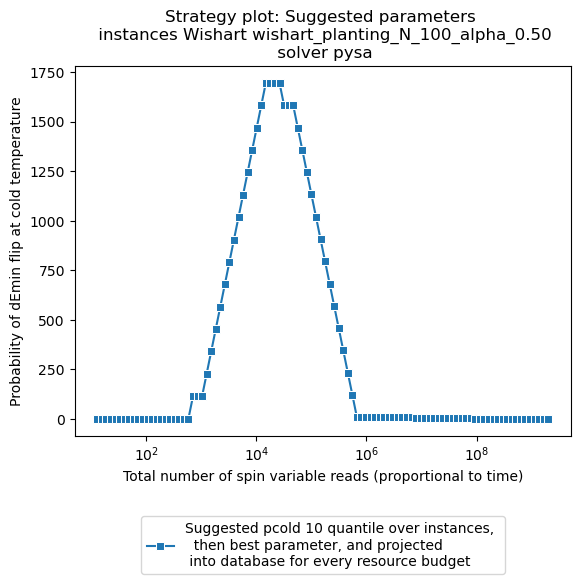 Strategy plot: Suggested parameters
instances Wishart wishart_planting_N_100_alpha_0.50
solver pysa
Probability of dEmin flip at cold temperature
1750
1500
1250
1000
750
500
250
0
10^2
10^4
10^6
10^8
Total number of spin variable reads (proportional to time)
Suggested pcold 10 quantile over instances,
then best parameter, and projected
into database for every resource budget